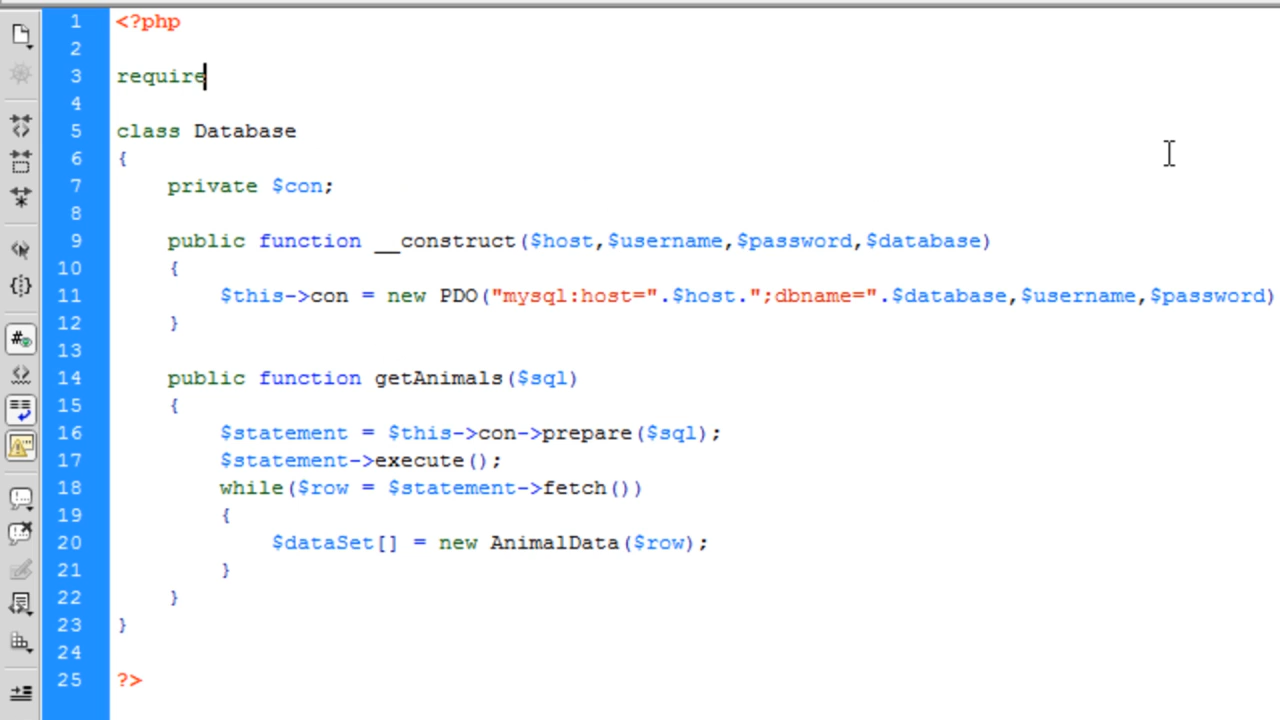 1 <?php
2
3 require
4
5 class Database
6 {
7 private $con;
8
9 public function __construct($host,$username,$password,$database)
10 {
11 $this->con = new PDO("mysql:host=".$host.";dbname=".$database,$username,$password)
12 }
13
14 public function getAnimals($sql)
15 {
16 $statement = $this->con->prepare($sql);
17 $statement->execute();
18 while($row = $statement->fetch())
19 {
20 $dataSet[] = new AnimalData($row);
21 }
22 }
23 }
24
25 ?>